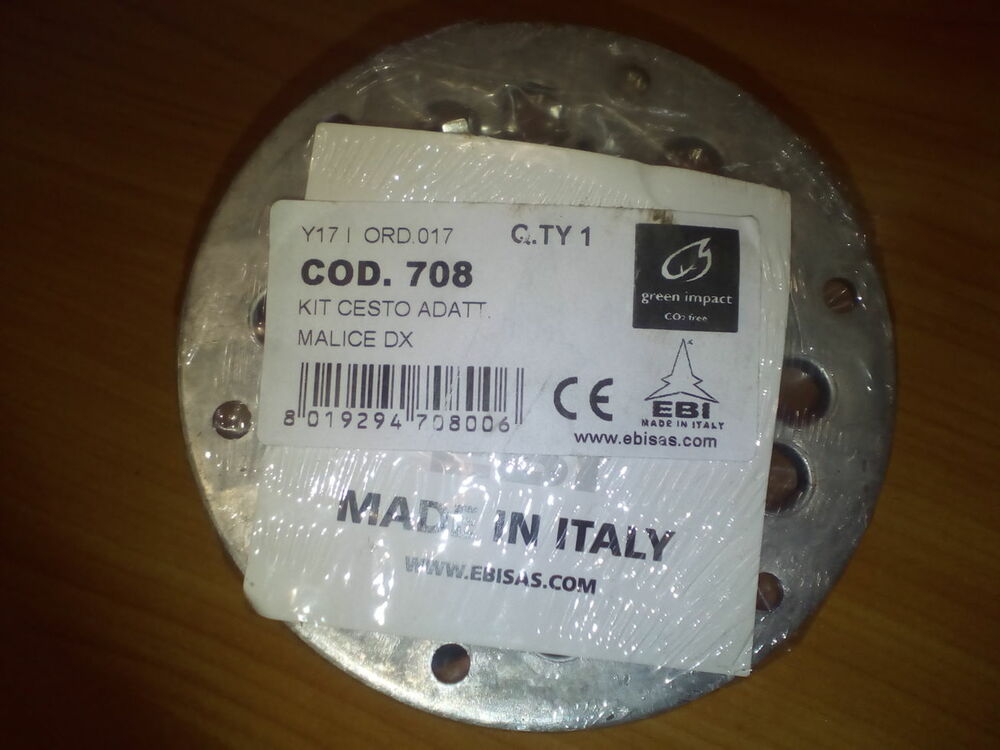 Y17 I ORD.017
Q.TY 1
COD. 708
KIT CESTO ADATT.
MALICE DX
8 019294 708006
green impact
CO2 free
CE
EBI
MADE IN ITALY
www.ebisas.com
MADE IN ITALY
WWW.EBISAS.COM